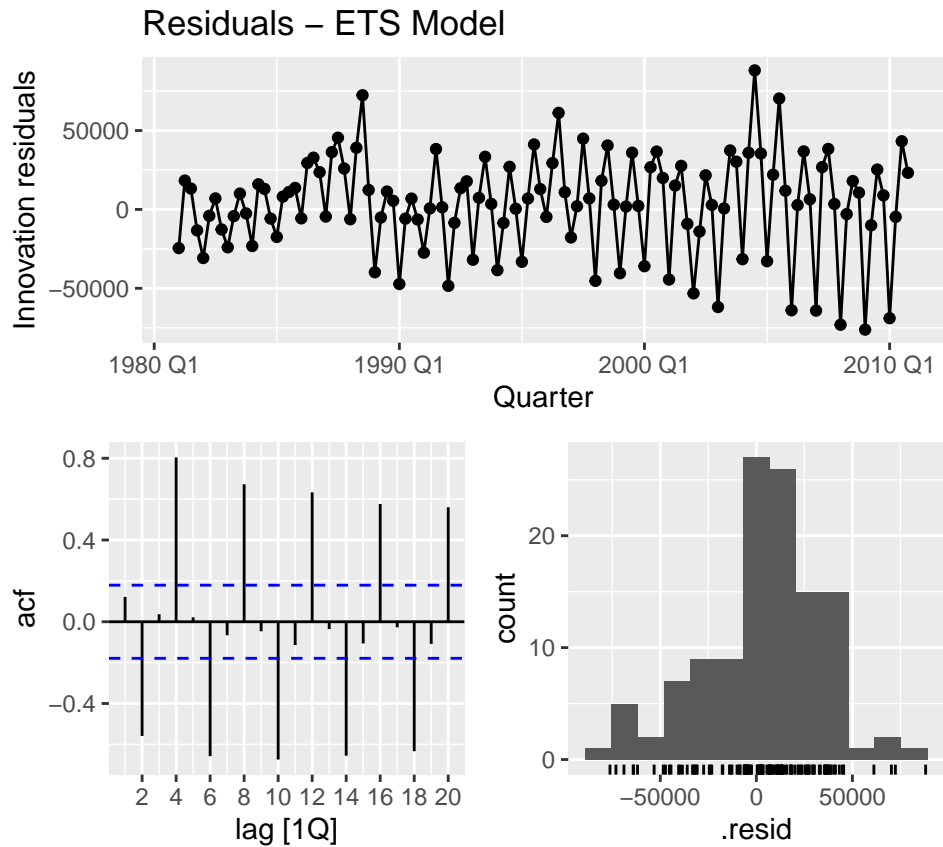 Residuals − ETS Model
Innovation residuals
50000
0
−50000
1980 Q1 1990 Q1 2000 Q1 2010 Q1
Quarter
acf
0.8
0.4
0.0
−0.4
2 4 6 8 10 12 14 16 18 20
lag [1Q]
count
20
10
0
−50000 0 50000
.resid